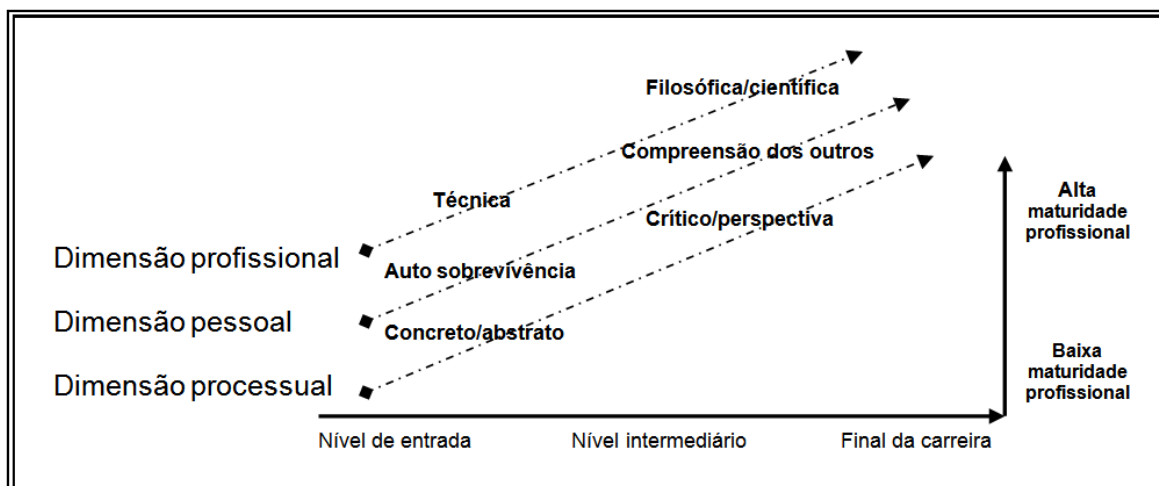 Filosófica/científica
Compreensão dos outros
Técnica
Crítico/perspectiva
Alta
maturidade
profissional
Dimensão profissional
Auto sobrevivência
Dimensão pessoal
Concreto/abstrato
Baixa
maturidade
profissional
Dimensão processual
Nível de entrada
Nível intermediário
Final da carreira